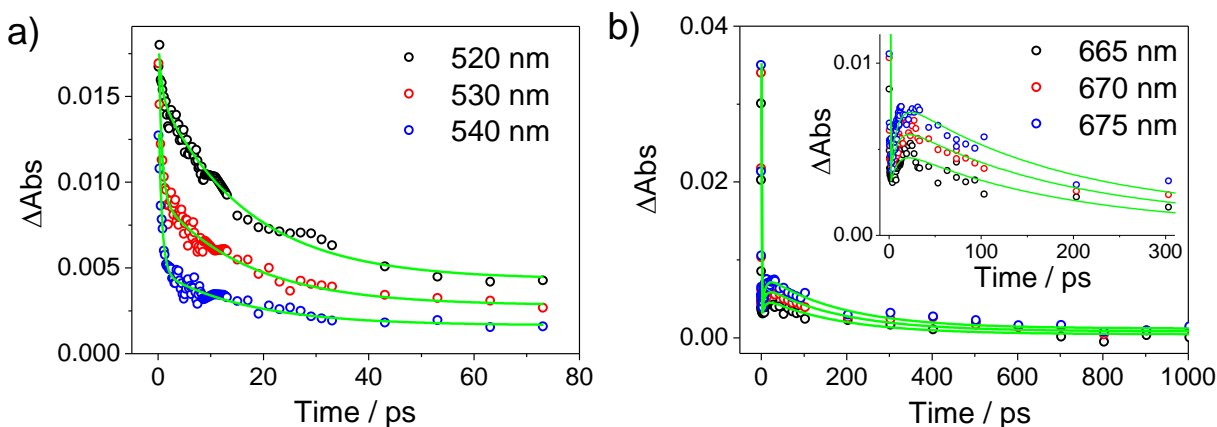 a)
0.015
0.010
0.005
0.000
ΔAbs
0 20 40 60 80
Time / ps
520 nm
530 nm
540 nm
b)
0.04
0.02
0.00
ΔAbs
0 200 400 600 800 1000
Time / ps
665 nm
670 nm
675 nm
0.01
0.00
ΔAbs
0 100 200 300
Time / ps